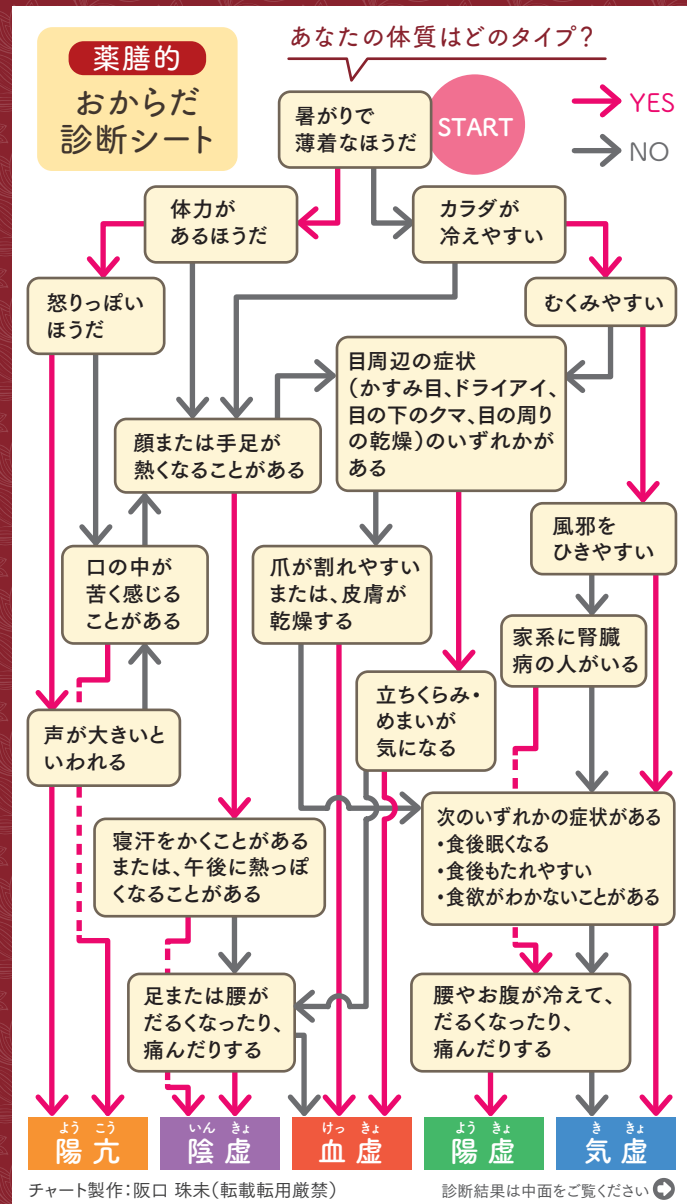 薬膳的
おからだ
診断シート
あなたの体質はどのタイプ?
START
YES
NO
暑がりで
薄着なほうだ
体力が
あるほうだ
カラダが
冷えやすい
怒りっぽい
ほうだ
むくみやすい
目周辺の症状
(かすみ目、ドライアイ、
目の下のクマ、目の周り
の乾燥)のいずれかが
ある
顔または手足が
熱くなることがある
風邪を
ひきやすい
口の中が
苦く感じる
ことがある
爪が割れやすい
または、皮膚が
乾燥する
家系に腎臓
病の人がいる
立ちくらみ・
めまいが
気になる
声が大きいと
いわれる
次のいずれかの症状がある
・食後眠くなる
・食後もたれやすい
・食欲がわかないことがある
寝汗をかくことがある
または、午後に熱っぽ
くなることがある
足または腰が
だるくなったり、
痛んだりする
腰やお腹が冷えて、
だるくなったり、
痛んだりする
よう こう
陽亢
いん きょ
陰虚
けっ きょ
血虚
よう きょ
陽虚
き きょ
気虚
チャート製作:阪口 珠未(転載転用厳禁)
診断結果は中面をご覧ください